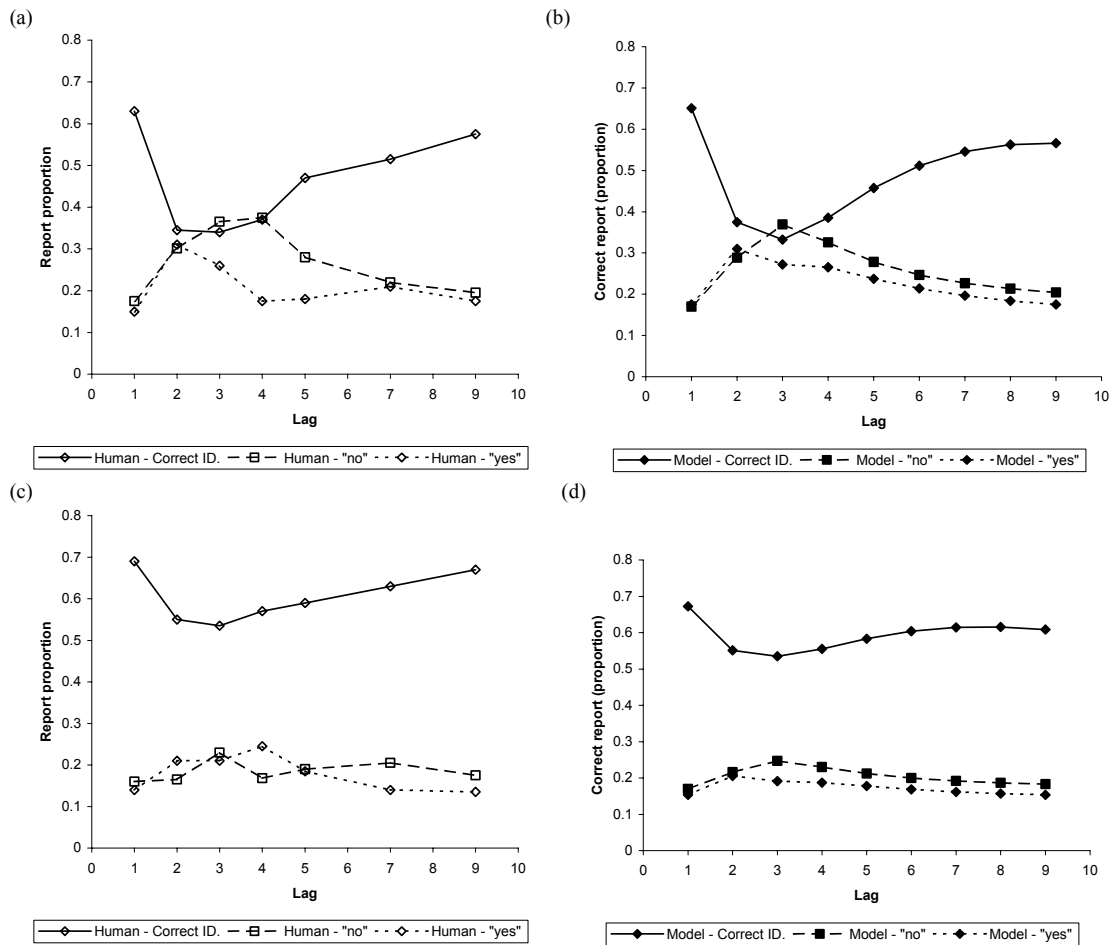 (a)
0.8
0.7
0.6
0.5
0.4
0.3
0.2
0.1
0
Report proportion
0 1 2 3 4 5 6 7 8 9 10
Lag
Human - Correct ID. Human - "no" Human - "yes"
(b)
0.8
0.7
0.6
0.5
0.4
0.3
0.2
0.1
0
Correct report (proportion)
0 1 2 3 4 5 6 7 8 9 10
Lag
Model - Correct ID. Model - "no" Model - "yes"
(c)
0.8
0.7
0.6
0.5
0.4
0.3
0.2
0.1
0
Report proportion
0 1 2 3 4 5 6 7 8 9 10
Lag
Human - Correct ID. Human - "no" Human - "yes"
(d)
0.8
0.7
0.6
0.5
0.4
0.3
0.2
0.1
0
Correct report (proportion)
0 1 2 3 4 5 6 7 8 9 10
Lag
Model - Correct ID. Model - "no" Model - "yes"